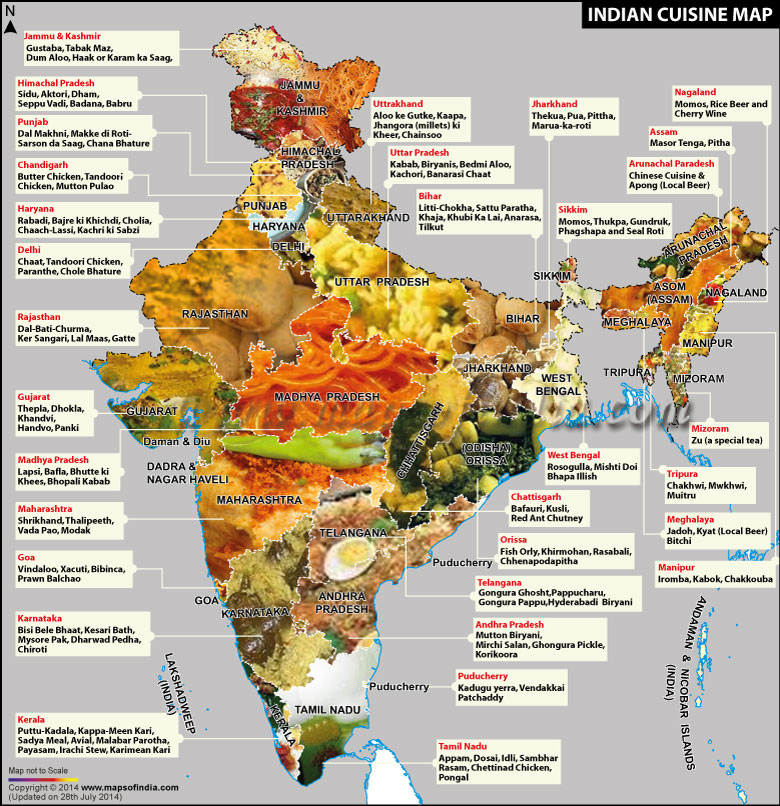 INDIAN CUISINE MAP
N
Jammu & Kashmir
Gustaba, Tabak Maz,
Dum Aloo, Haak or Karam ka Saag,
Himachal Pradesh
Sidu, Aktori, Dham,
Seppu Vadi, Badana, Babru
Punjab
Dal Makhni, Makke di Roti-
Sarson da Saag, Chana Bhature
Chandigarh
Butter Chicken, Tandoori
Chicken, Mutton Pulao
Haryana
Rabadi, Bajre ki Khichdi, Cholia,
Chaach-Lassi, Kachri ki Sabzi
Delhi
Chaat, Tandoori Chicken,
Paranthe, Chole Bhature
Rajasthan
Dal-Bati-Churma,
Ker Sangari, Lal Maas, Gatte
Gujarat
Thepla, Dhokla,
Khandvi,
Handvo, Panki
Madhya Pradesh
Lapsi, Bafla, Bhutte ki
Khees, Bhopali Kabab
Maharashtra
Shrikhand, Thalipeeth,
Vada Pao, Modak
Goa
Vindaloo, Xacuti, Bibinca,
Prawn Balchao
Karnataka
Bisi Bele Bhaat, Kesari Bath,
Mysore Pak, Dharwad Pedha,
Chiroti
Kerala
Puttu-Kadala, Kappa-Meen Kari,
Sadya Meal, Avial, Malabar Parotha,
Payasam, Irachi Stew, Karimean Kari
Uttrakhand
Aloo ke Gutke, Kaapa,
Jhangora (millets) ki
Kheer, Chainsoo
Uttar Pradesh
Kabab, Biryanis, Bedmi Aloo,
Kachori, Banarasi Chaat
Bihar
Litti-Chokha, Sattu Paratha,
Khaja, Khubi Ka Lai, Anarasa,
Tilkut
Jharkhand
Thekua, Pua, Pittha,
Marua-ka-roti
Sikkim
Momos, Thukpa, Gundruk,
Phagshapa and Seal Roti
Nagaland
Momos, Rice Beer and
Cherry Wine
Assam
Masor Tenga, Pitha
Arunachal Paradesh
Chinese Cuisine &
Apong (Local Beer)
Mizoram
Zu (a special tea)
Tripura
Chakhwi, Mwkhwi,
Muitru
Meghalaya
Jadoh, Kyat (Local Beer)
Bitchi
Manipur
Iromba, Kabok, Chakkouba
West Bengal
Rosogulla, Mishti Doi
Bhapa Illish
Chattisgarh
Bafauri, Kusli,
Red Ant Chutney
Orissa
Fish Orly, Khirmohan, Rasabali,
Chhenapodapitha
Telangana
Gongura Ghosht,Pappucharu,
Gongura Pappu,Hyderabadi Biryani
Andhra Pradesh
Mutton Biryani,
Mirchi Salan, Ghongura Pickle,
Korikoora
Puducherry
Kadugu yerra, Vendakkai
Patchaddy
Tamil Nadu
Appam, Dosai, Idli, Sambhar
Rasam, Chettinad Chicken,
Pongal
JAMMU
&
KASHMIR
HIMACHAL
PRADESH
PUNJAB
HARYANA
UTTARAKHAND
DELHI
UTTAR PRADESH
RAJASTHAN
BIHAR
SIKKIM
ARUNACHAL
PRADESH
ASOM
(ASSAM)
NAGALAND
MEGHALAYA
MANIPUR
TRIPURA
MIZORAM
JHARKHAND
WEST
BENGAL
MADHYA PRADESH
GUJARAT
Daman & Diu
DADRA &
NAGAR HAVELI
CHHATTISGARH
(ODISHA)
ORISSA
MAHARASHTRA
TELANGANA
Puducherry
GOA
KARNATAKA
ANDHRA
PRADESH
Puducherry
TAMIL NADU
KERALA
LAKSHADWEEP
(INDIA)
ANDAMAN & NICOBAR ISLANDS
(INDIA)
Map not to Scale
Copyright © 2014 www.mapsofindia.com
(Updated on 28th July 2014)